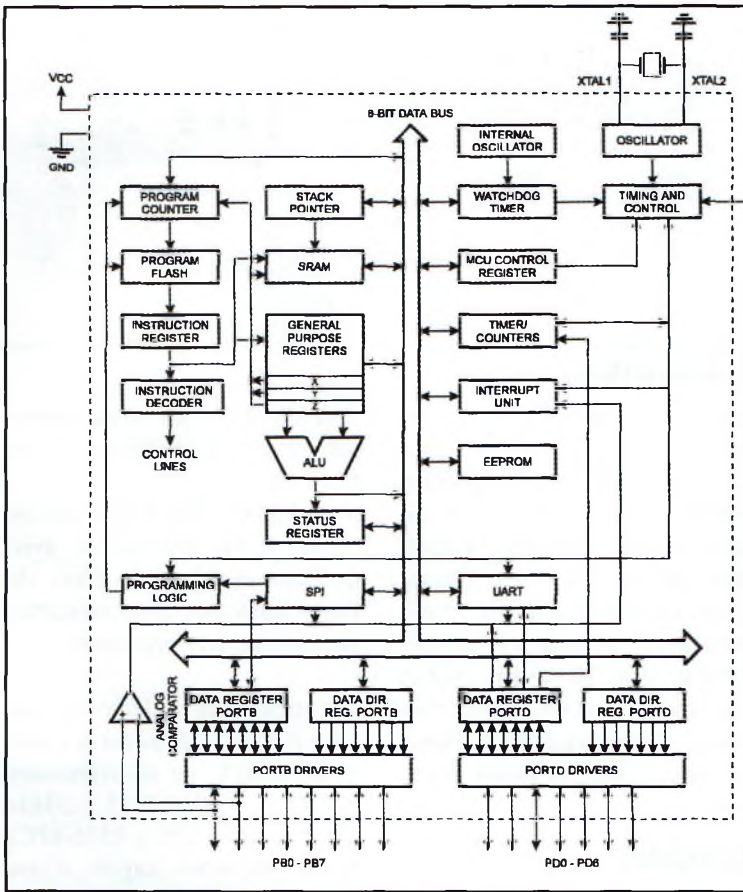 VCC
GND
XTAL1
XTAL2
8-BIT DATA BUS
INTERNAL
OSCILLATOR
OSCILLATOR
PROGRAM
COUNTER
STACK
POINTER
WATCHDOG
TIMER
TIMING AND
CONTROL
PROGRAM
FLASH
SRAM
MCU CONTROL
REGISTER
INSTRUCTION
REGISTER
GENERAL
PURPOSE
REGISTERS
X
Y
Z
TIMER/
COUNTERS
INSTRUCTION
DECODER
INTERRUPT
UNIT
CONTROL
LINES
ALU
EEPROM
STATUS
REGISTER
PROGRAMMING
LOGIC
SPI
UART
ANALOG
COMPARATOR
+
DATA REGISTER
PORTB
DATA DIR.
REG. PORTB
DATA REGISTER
PORTD
DATA DIR.
REG. PORTD
PORTB DRIVERS
PORTD DRIVERS
PB0 - PB7
PD0 - PD6